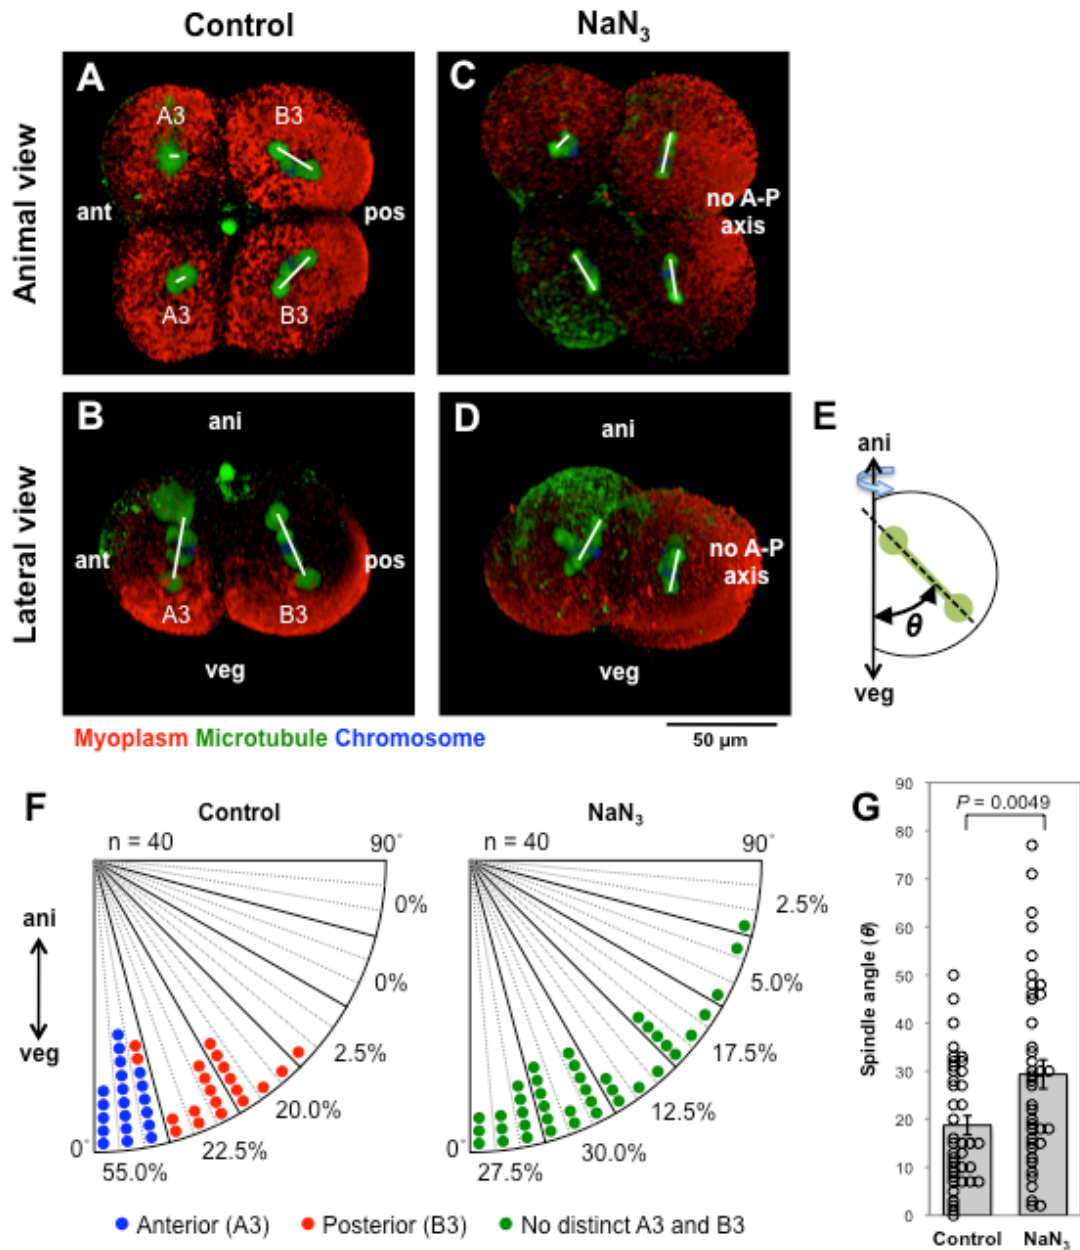 Control
NaN3
Animal view
A
A3
B3
ant
pos
A3
B3
C
no A-P
axis
Lateral view
B
ani
ant
pos
A3
B3
veg
D
ani
no A-P
axis
veg
E
ani
θ
veg
Myoplasm Microtubule Chromosome
50 μm
F
Control
n = 40
90°
0%
0%
2.5%
20.0%
22.5%
55.0%
0°
ani
veg
NaN3
n = 40
90°
2.5%
5.0%
17.5%
12.5%
30.0%
27.5%
0°
Anterior (A3)
Posterior (B3)
No distinct A3 and B3
G
P = 0.0049
Spindle angle (θ)
90
80
70
60
50
40
30
20
10
0
Control
NaN3